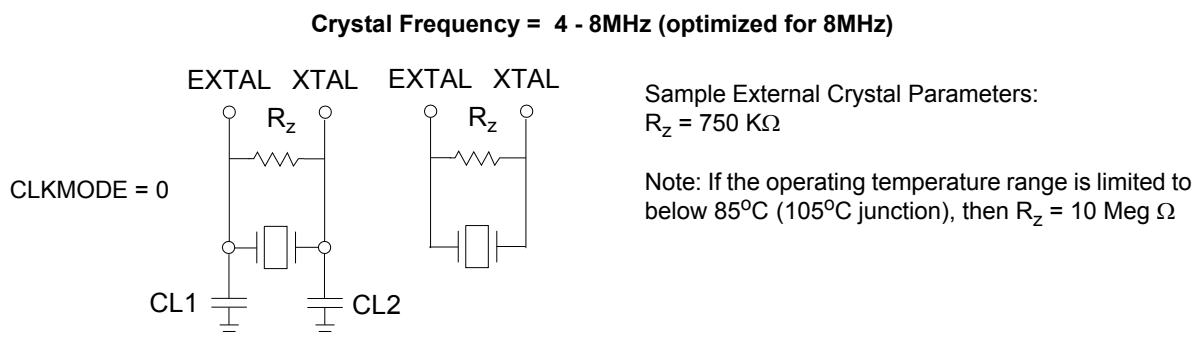 Crystal Frequency = 4 - 8MHz (optimized for 8MHz)
EXTAL XTAL EXTAL XTAL
Rz Rz
Sample External Crystal Parameters:
Rz = 750 KΩ
CLKMODE = 0
Note: If the operating temperature range is limited to
below 85°C (105°C junction), then Rz = 10 Meg Ω
CL1 CL2